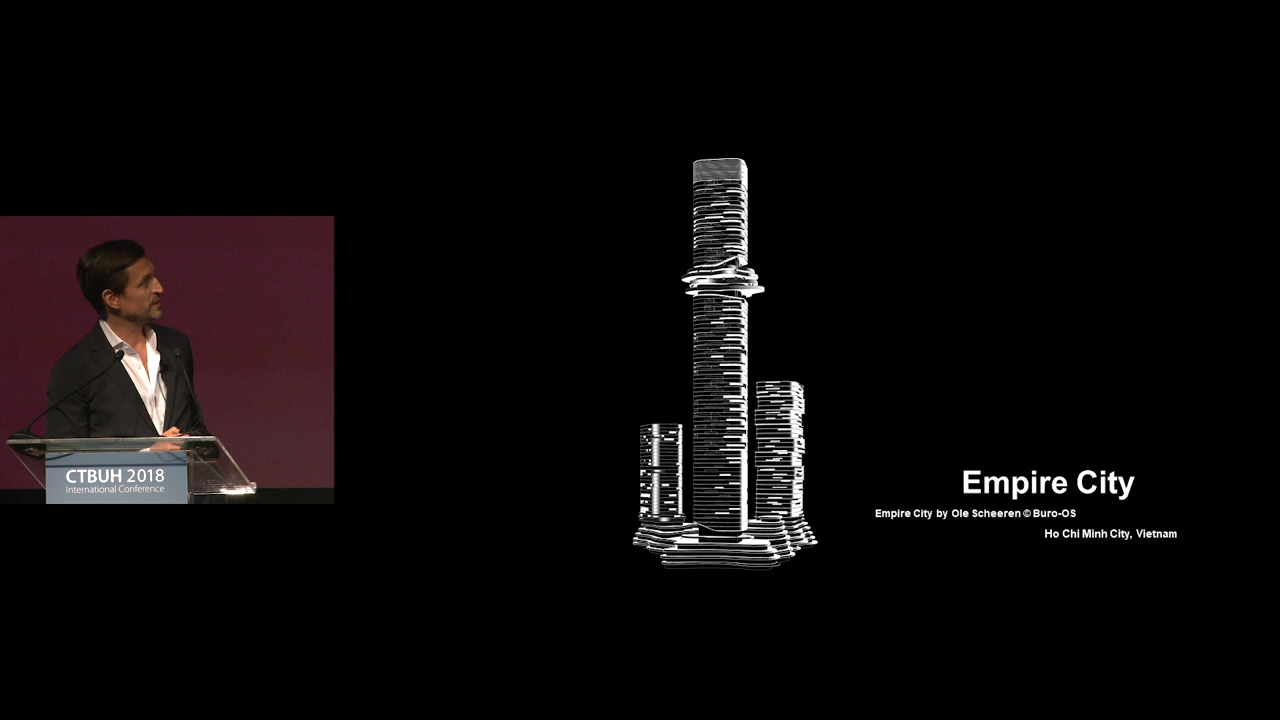 CTBUH 2018
International Conference
Empire City
Empire City by Ole Scheeren © Buro-OS
Ho Chi Minh City, Vietnam